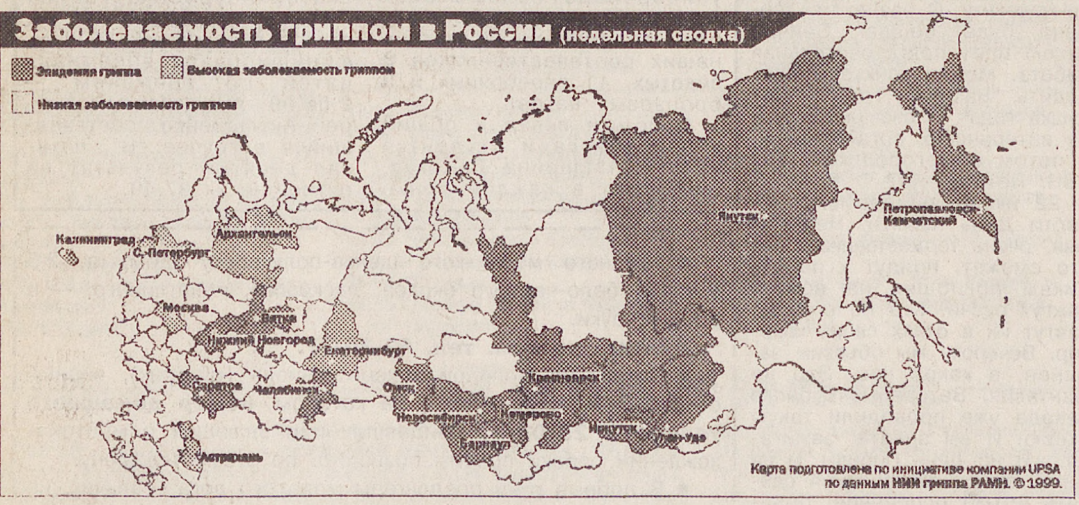 Заболеваемость гриппом в России (недельная сводка)
Эпидемия гриппа
Высокая заболеваемость гриппом
Низкая заболеваемость гриппом
Калининград
С.-Петербург
Архангельск
Якутск
Петропавловск-
Камчатский
Москва
Вятка
Нижний Новгород
Екатеринбург
Саратов
Челябинск
Омск
Красноярск
Новосибирск
Кемерово
Барнаул
Иркутск
Улан-Удэ
Астрахань
Карта подготовлена по инициативе компании UPSA
по данным НИИ гриппа РАМН. © 1999.